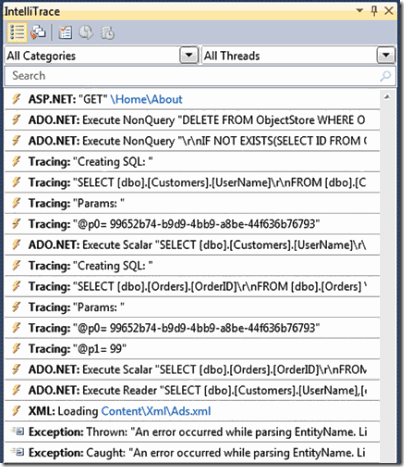 IntelliTrace
All Categories
All Threads
Search
ASP.NET: "GET" \Home\About
ADO.NET: Execute NonQuery "DELETE FROM ObjectStore WHERE O
ADO.NET: Execute NonQuery "\r\nIF NOT EXISTS(SELECT ID FROM O
Tracing: "Creating SQL: "
Tracing: "SELECT [dbo].[Customers].[UserName]\r\nFROM [dbo].[C
Tracing: "Params: "
Tracing: "@p0= 99652b74-b9d9-4bb9-a8be-44f636b76793"
ADO.NET: Execute Scalar "SELECT [dbo].[Customers].[UserName]\r\
Tracing: "Creating SQL: "
Tracing: "SELECT [dbo].[Orders].[OrderID]\r\nFROM [dbo].[Orders]
Tracing: "Params: "
Tracing: "@p0= 99652b74-b9d9-4bb9-a8be-44f636b76793"
Tracing: "@p1= 99"
ADO.NET: Execute Scalar "SELECT [dbo].[Orders].[OrderID]\r\nFROM
ADO.NET: Execute Reader "SELECT [dbo].[Customers].[UserName],[
XML: Loading Content\Xml\Ads.xml
Exception: Thrown: "An error occurred while parsing EntityName. Li
Exception: Caught: "An error occurred while parsing EntityName. Li